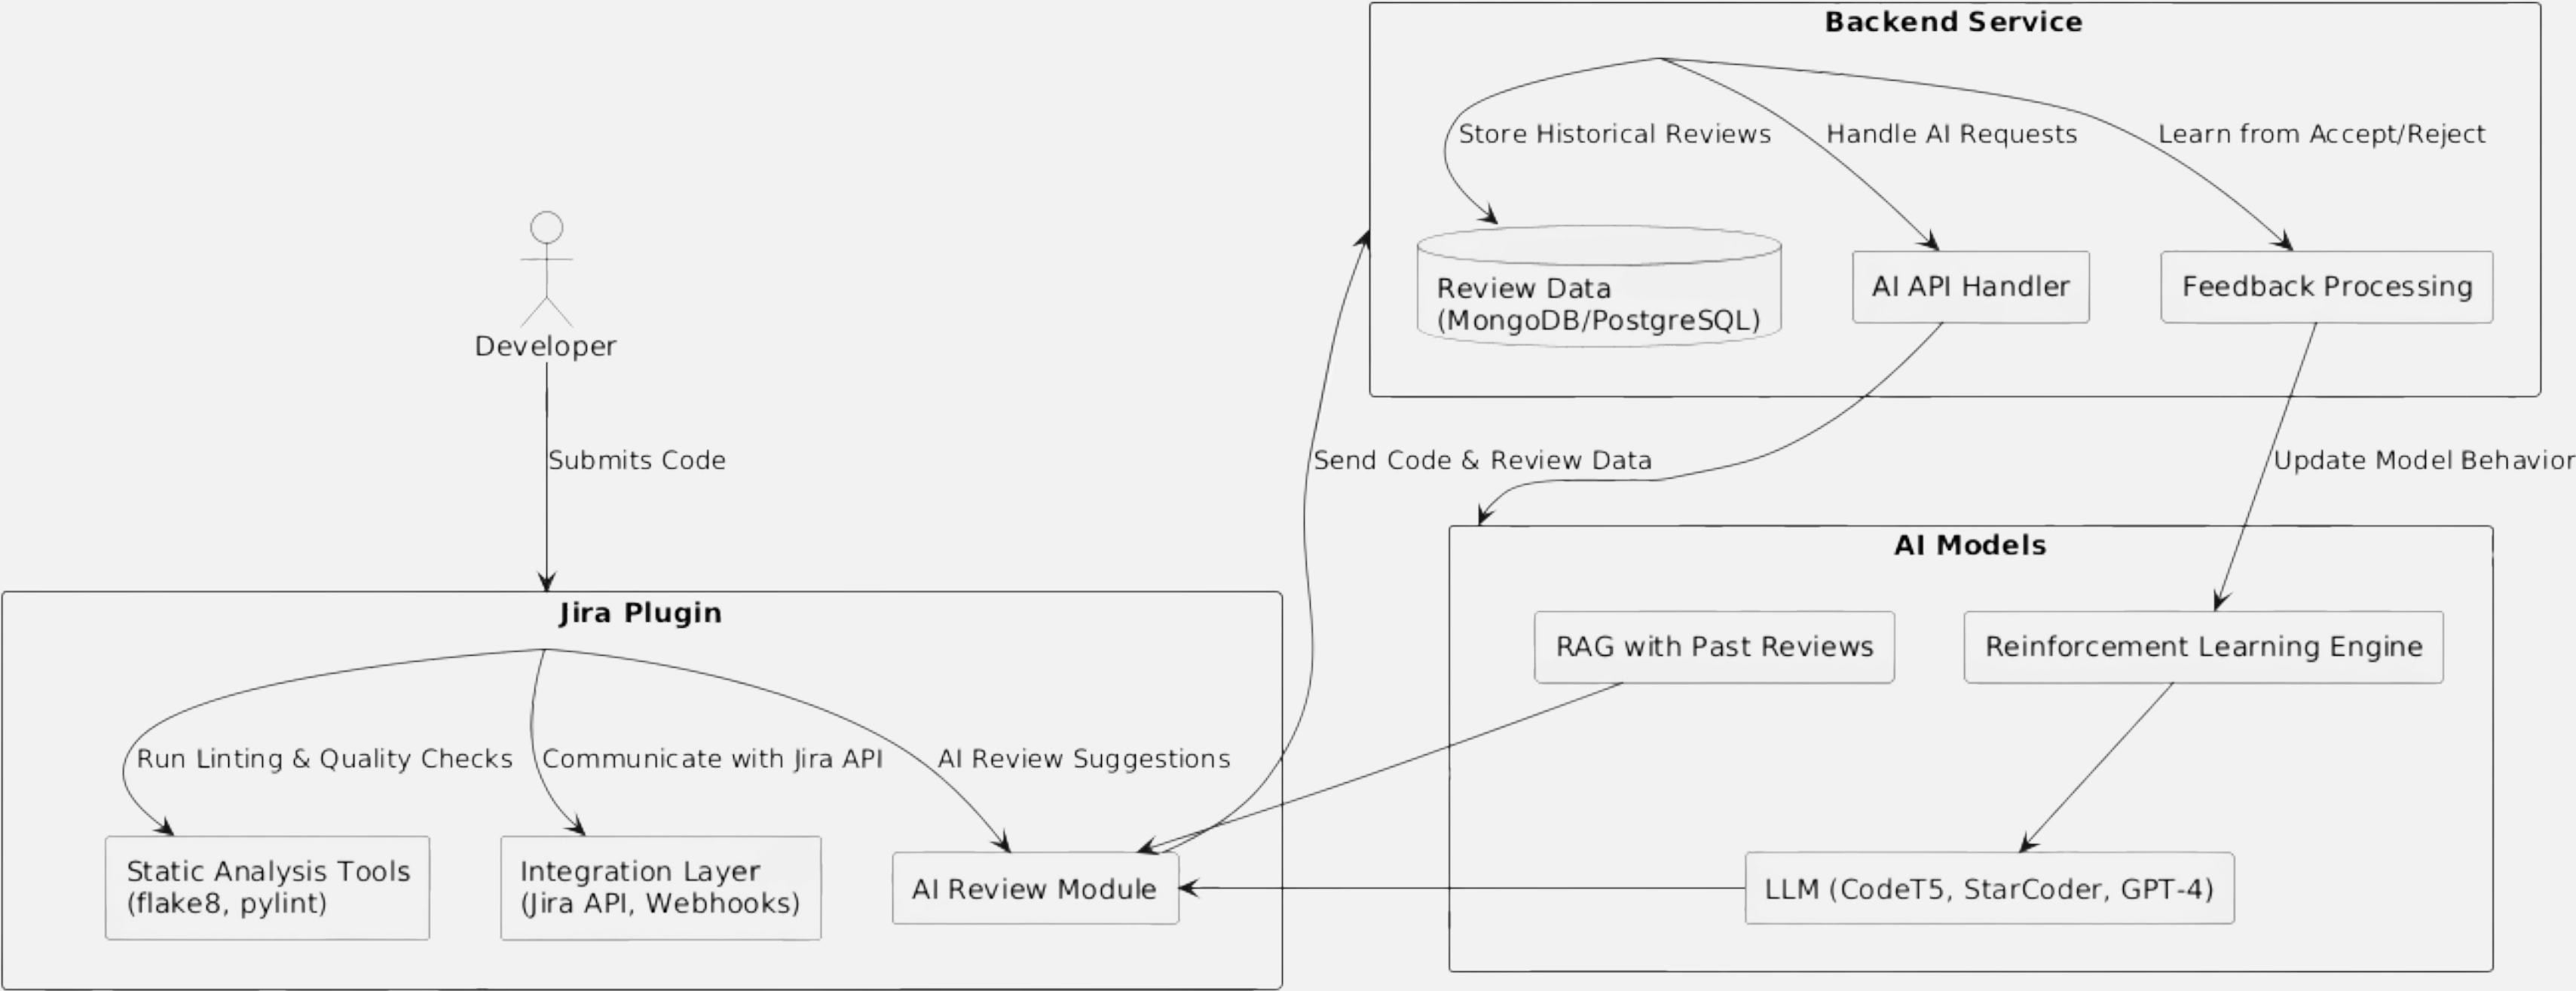 Backend Service
Store Historical Reviews
Handle AI Requests
Learn from Accept/Reject
Review Data
(MongoDB/PostgreSQL)
AI API Handler
Feedback Processing
Developer
Submits Code
Send Code & Review Data
Update Model Behavior
AI Models
RAG with Past Reviews
Reinforcement Learning Engine
LLM (CodeT5, StarCoder, GPT-4)
Jira Plugin
Run Linting & Quality Checks
Communicate with Jira API
AI Review Suggestions
Static Analysis Tools
(flake8, pylint)
Integration Layer
(Jira API, Webhooks)
AI Review Module